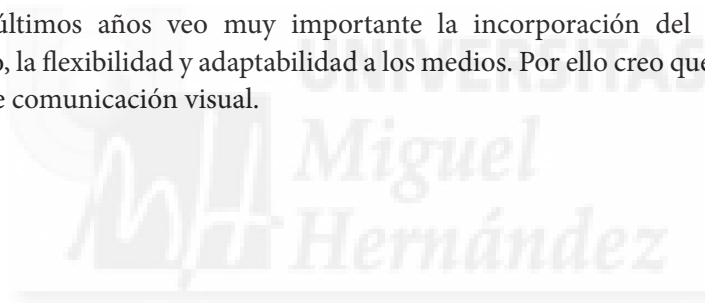 últimos años veo muy importante la incorporación del
o, la flexibilidad y adaptabilidad a los medios. Por ello creo que
e comunicación visual.
UNIVERSITAS
Miguel
Hernández